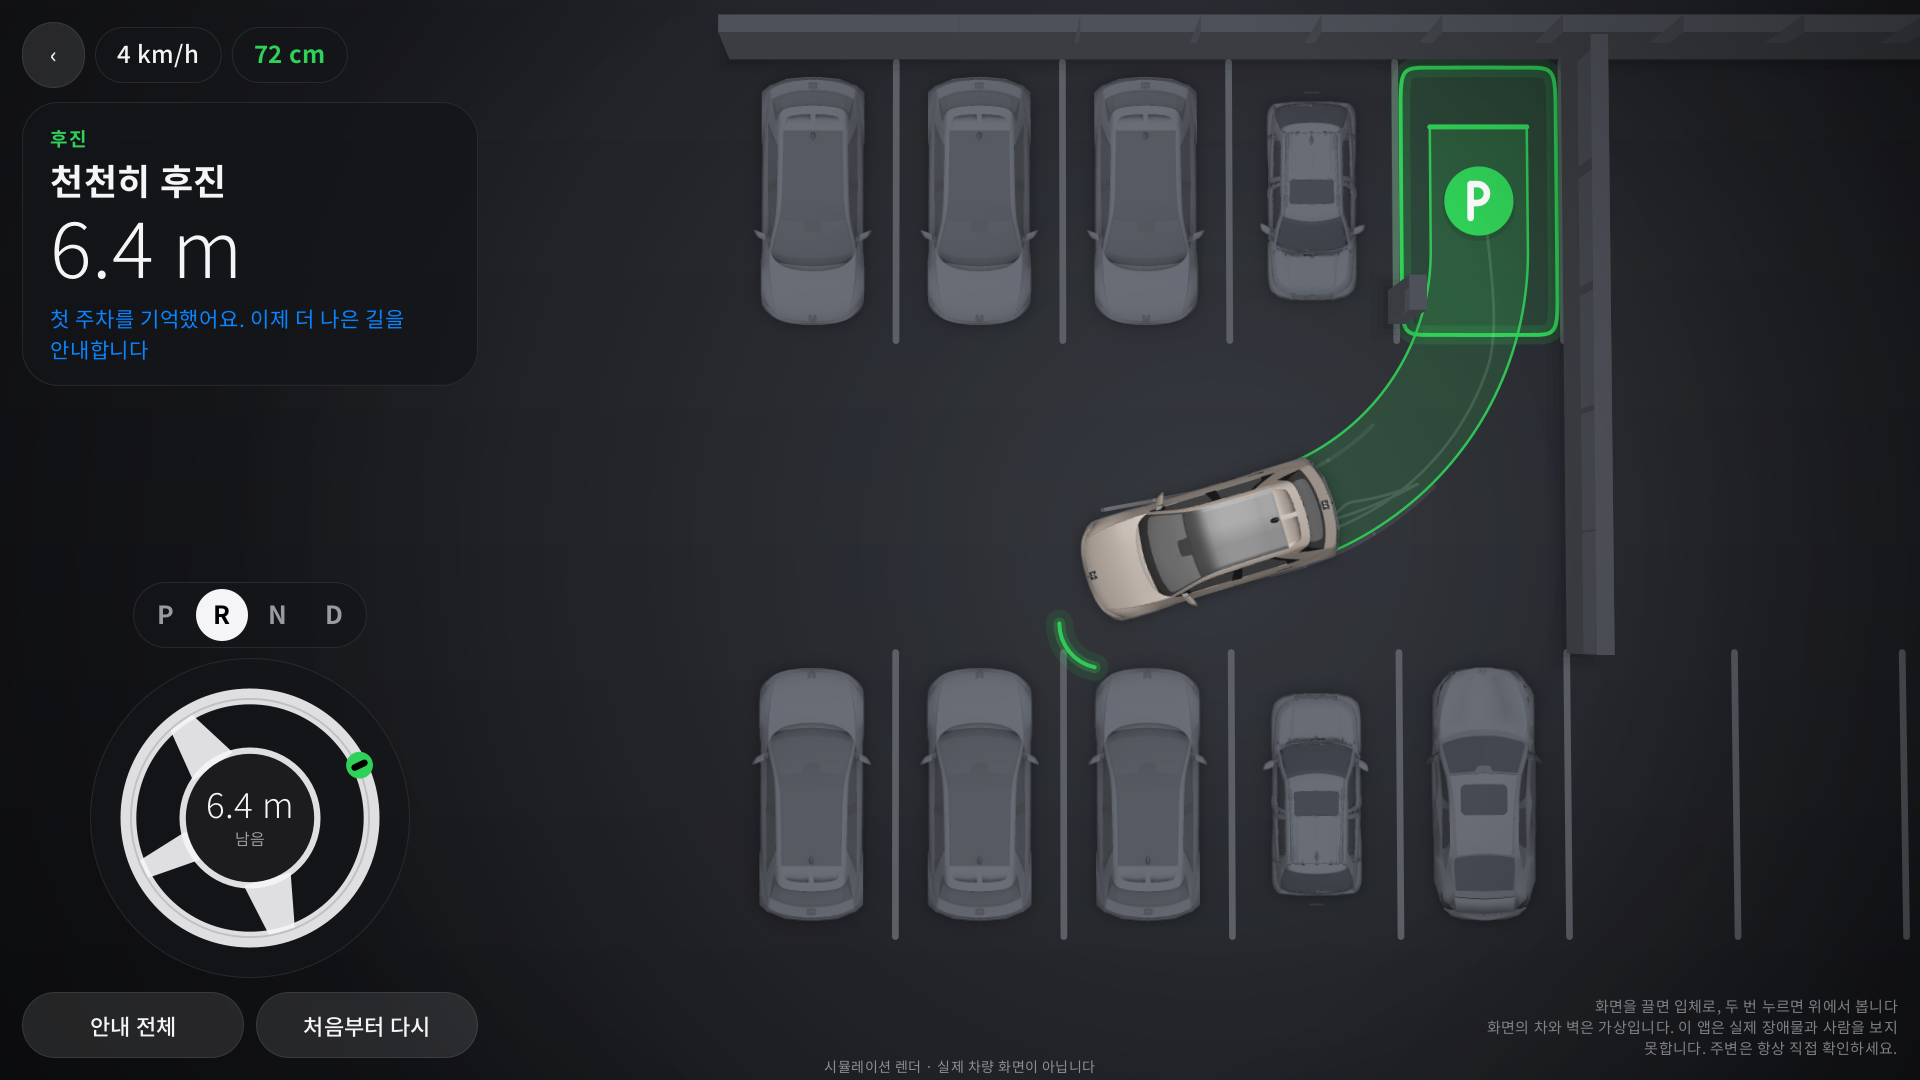 ‹
4 km/h
72 cm
후진
천천히 후진
6.4 m
첫 주차를 기억했어요. 이제 더 나은 길을
안내합니다
P
P R N D
6.4 m
남음
안내 전체
처음부터 다시
화면을 끌면 입체로, 두 번 누르면 위에서 봅니다
화면의 차와 벽은 가상입니다. 이 앱은 실제 장애물과 사람을 보지
못합니다. 주변은 항상 직접 확인하세요.
시뮬레이션 렌더 · 실제 차량 화면이 아닙니다